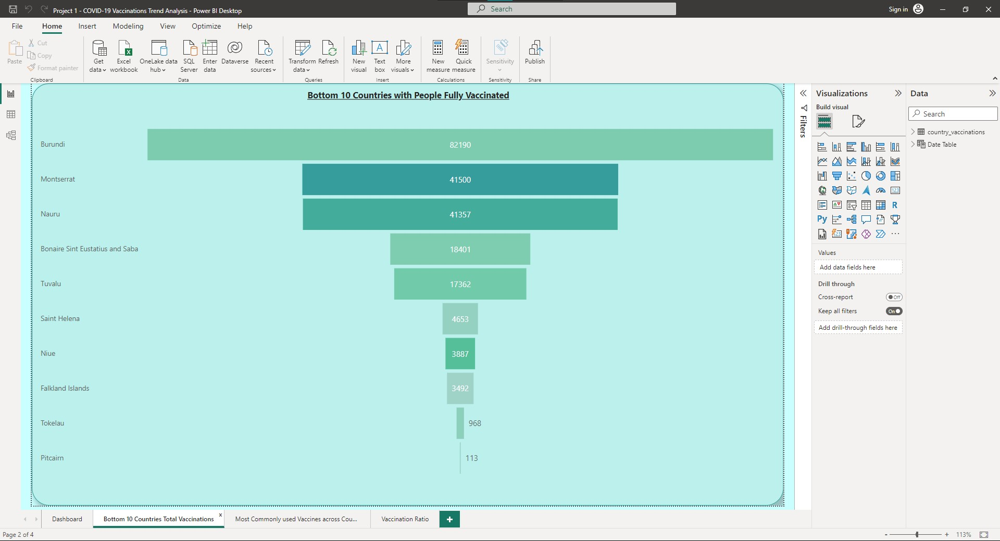 Project 1 - COVID-19 Vaccinations Trend Analysis - Power BI Desktop
Search
Sign in
File
Home
Insert
Modeling
View
Optimize
Help
Paste
Cut
Copy
Format painter
Clipboard
Get data
Excel workbook
OneLake data hub
SQL Server
Enter data
Dataverse
Recent sources
Data
Transform data
Refresh
Queries
New visual
A
Text box
More visuals
Insert
New measure
Quick measure
Calculations
Sensitivity
Sensitivity
Publish
Share
Bottom 10 Countries with People Fully Vaccinated
Burundi 82190
Montserrat 41500
Nauru 41357
Bonaire Sint Eustatius and Saba 18401
Tuvalu 17362
Saint Helena 4653
Niue 3887
Falkland Islands 3492
Tokelau 968
Pitcairn 113
Filters
Visualizations
Build visual
123
R
Py
123
Values
Add data fields here
Drill through
Cross-report Off
Keep all filters On
Add drill-through fields here
Data
Search
country_vaccinations
Date Table
Dashboard
Bottom 10 Countries Total Vaccinations x
Most Commonly used Vaccines across Cou...
Vaccination Ratio
+
Page 2 of 4
- + 113%